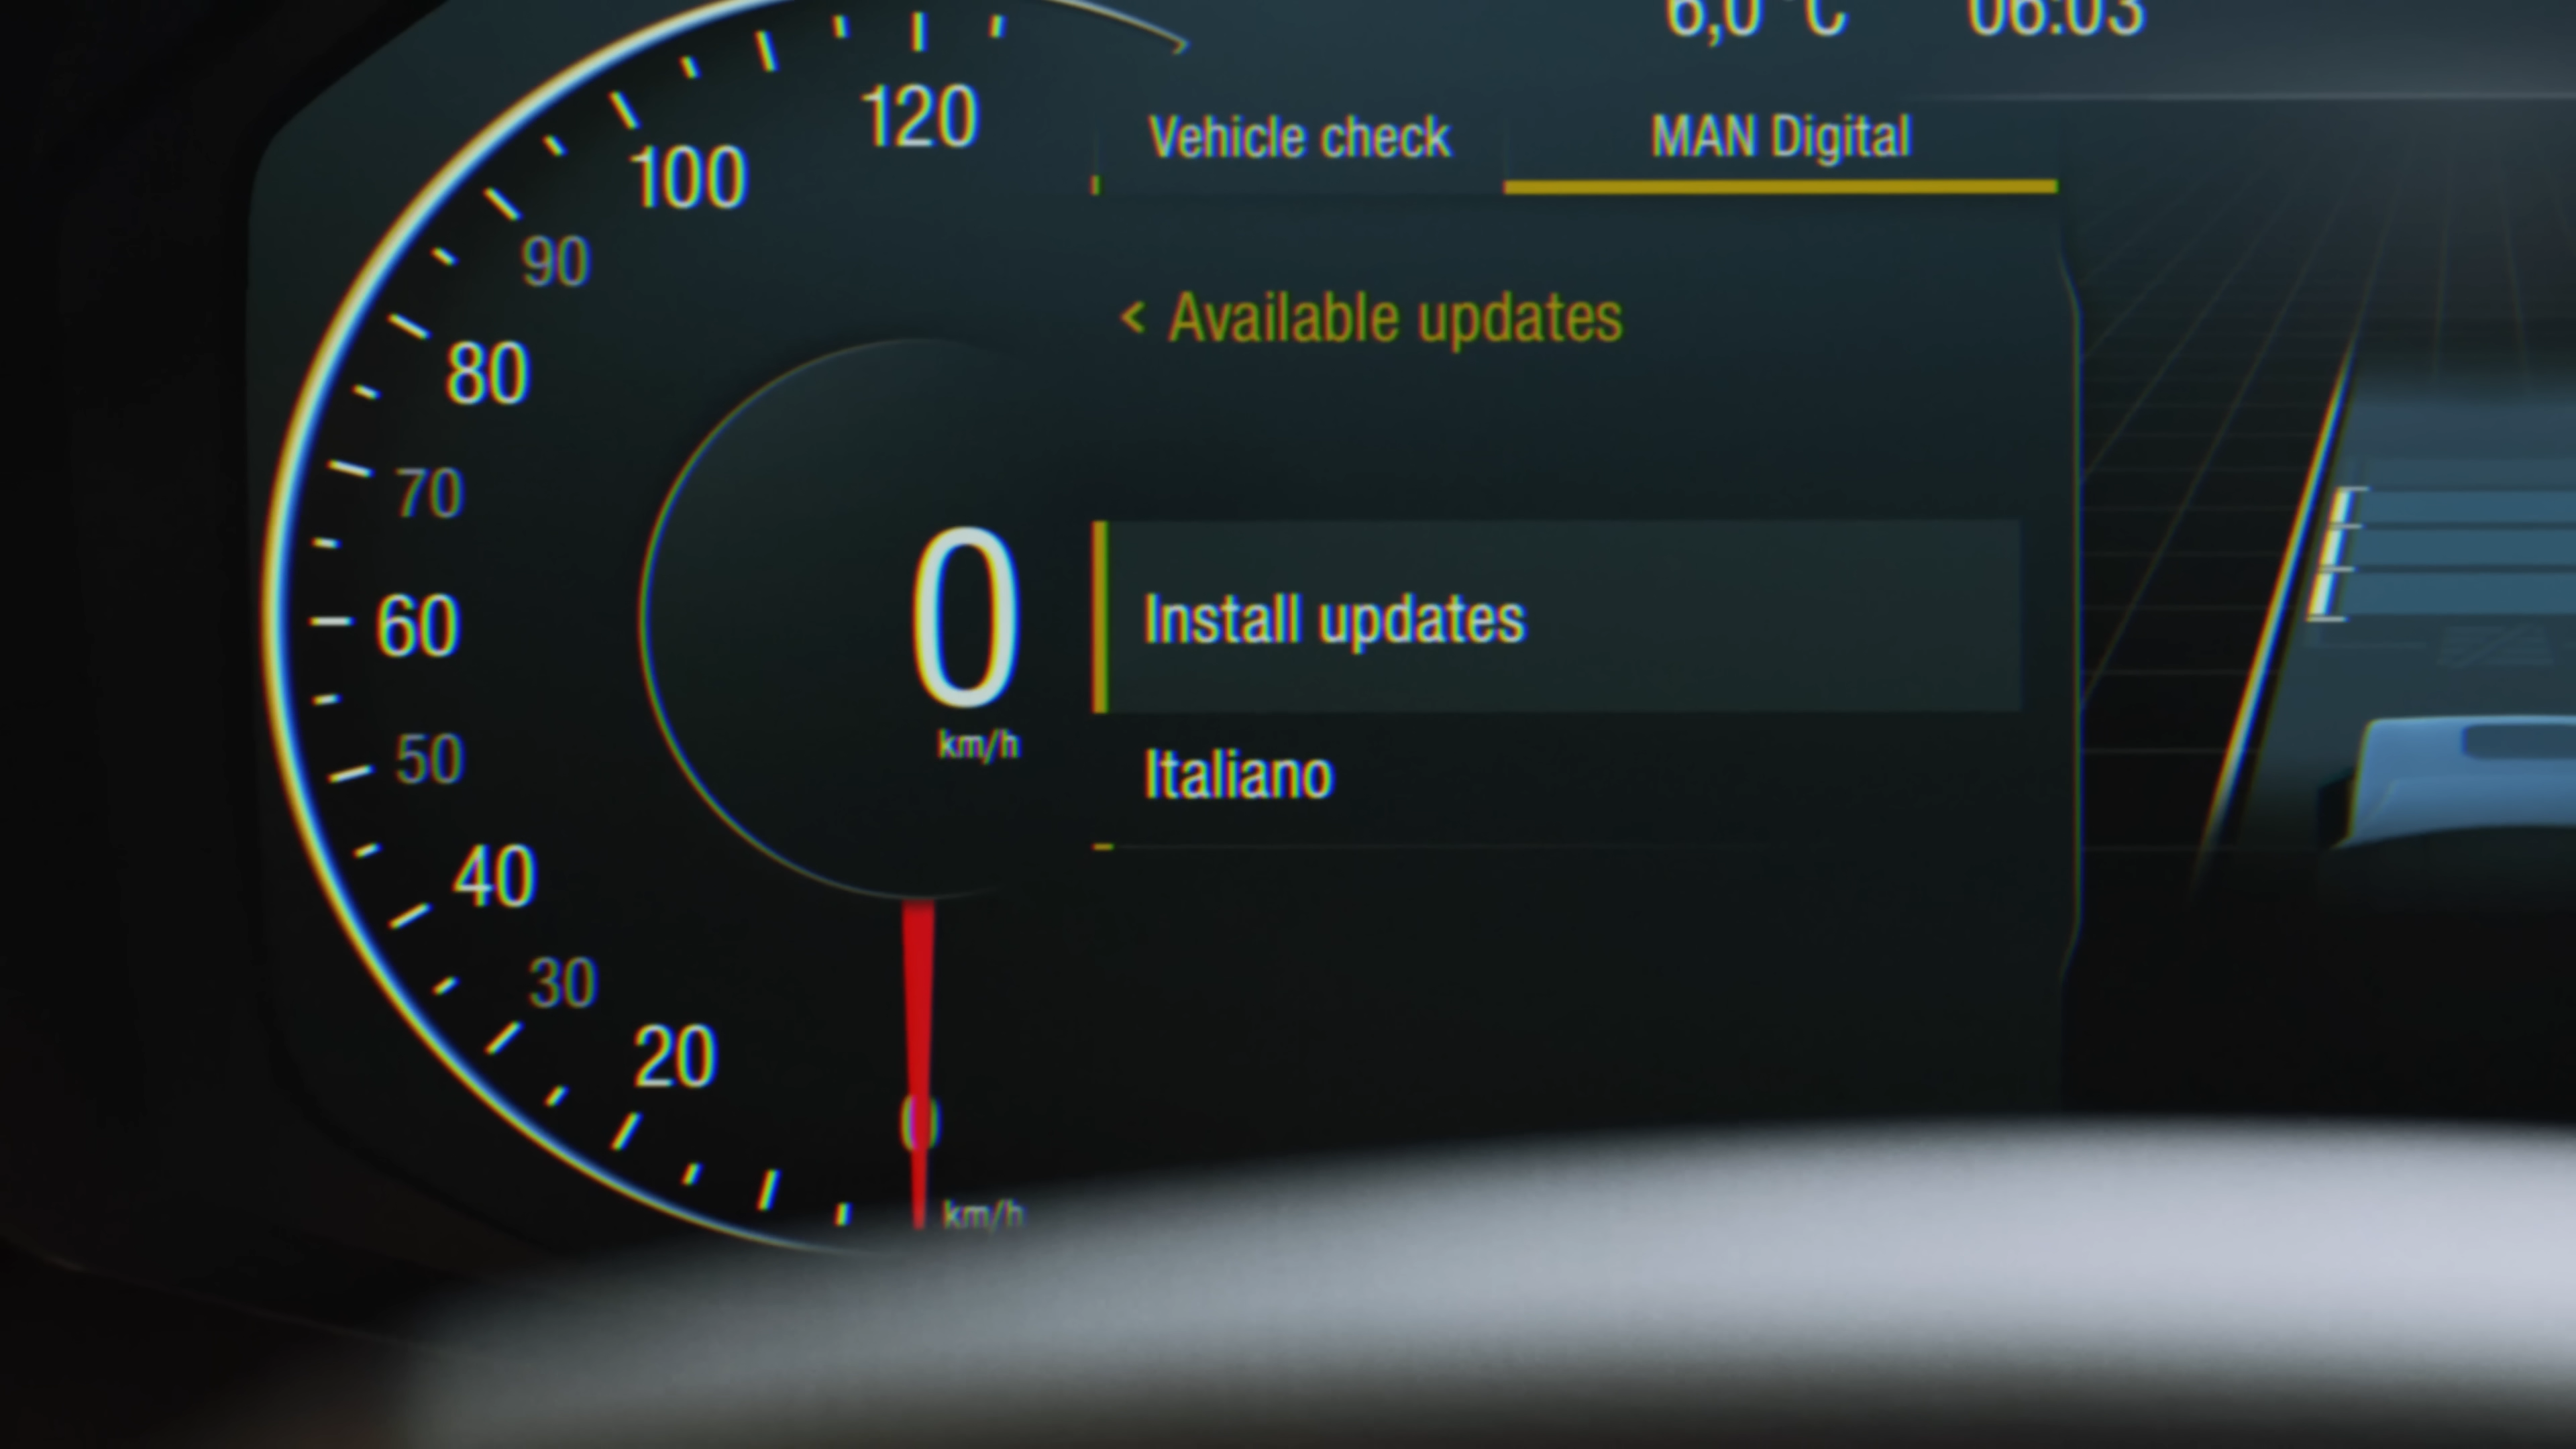 6,0 °C 06:03
Vehicle check MAN Digital
< Available updates
Install updates
Italiano
120
100
90
80
70
60
50
40
30
20
0
km/h
0
km/h